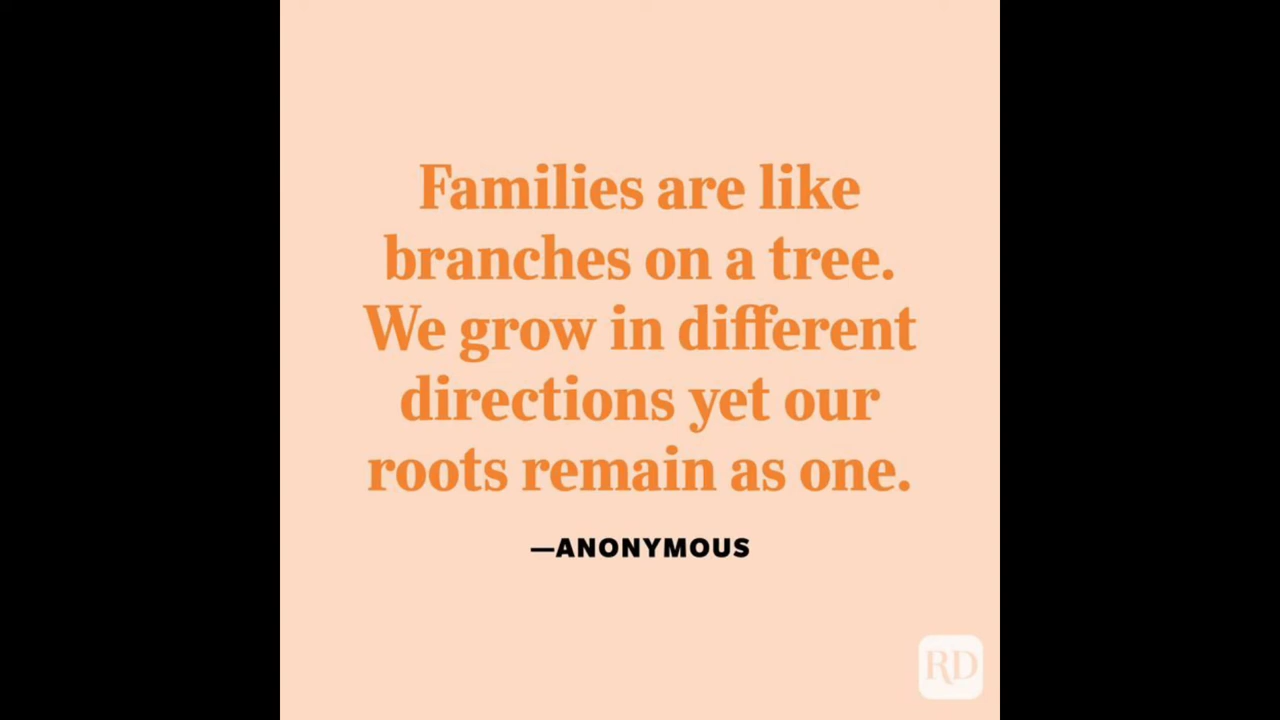 Families are like
branches on a tree.
We grow in different
directions yet our
roots remain as one.
—ANONYMOUS
RD